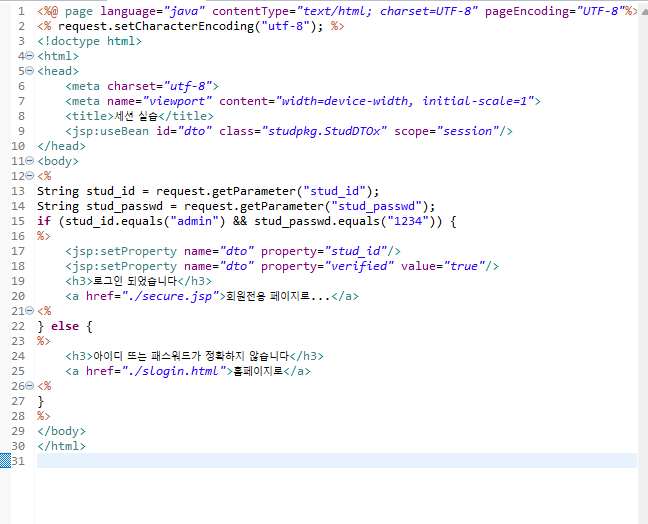 1 <%@ page language="java" contentType="text/html; charset=UTF-8" pageEncoding="UTF-8"%>
2 <% request.setCharacterEncoding("utf-8"); %>
3 <!doctype html>
4 <html>
5 <head>
6     <meta charset="utf-8">
7     <meta name="viewport" content="width=device-width, initial-scale=1">
8     <title>세션 실습</title>
9     <jsp:useBean id="dto" class="studpkg.StudDTOx" scope="session"/>
10 </head>
11 <body>
12 <%
13 String stud_id = request.getParameter("stud_id");
14 String stud_passwd = request.getParameter("stud_passwd");
15 if (stud_id.equals("admin") && stud_passwd.equals("1234")) {
16 %>
17     <jsp:setProperty name="dto" property="stud_id"/>
18     <jsp:setProperty name="dto" property="verified" value="true"/>
19     <h3>로그인 되었습니다</h3>
20     <a href="./secure.jsp">회원전용 페이지로...</a>
21 <%
22 } else {
23 %>
24     <h3>아이디 또는 패스워드가 정확하지 않습니다</h3>
25     <a href="./slogin.html">홈페이지로</a>
26 <%
27 }
28 %>
29 </body>
30 </html>
31